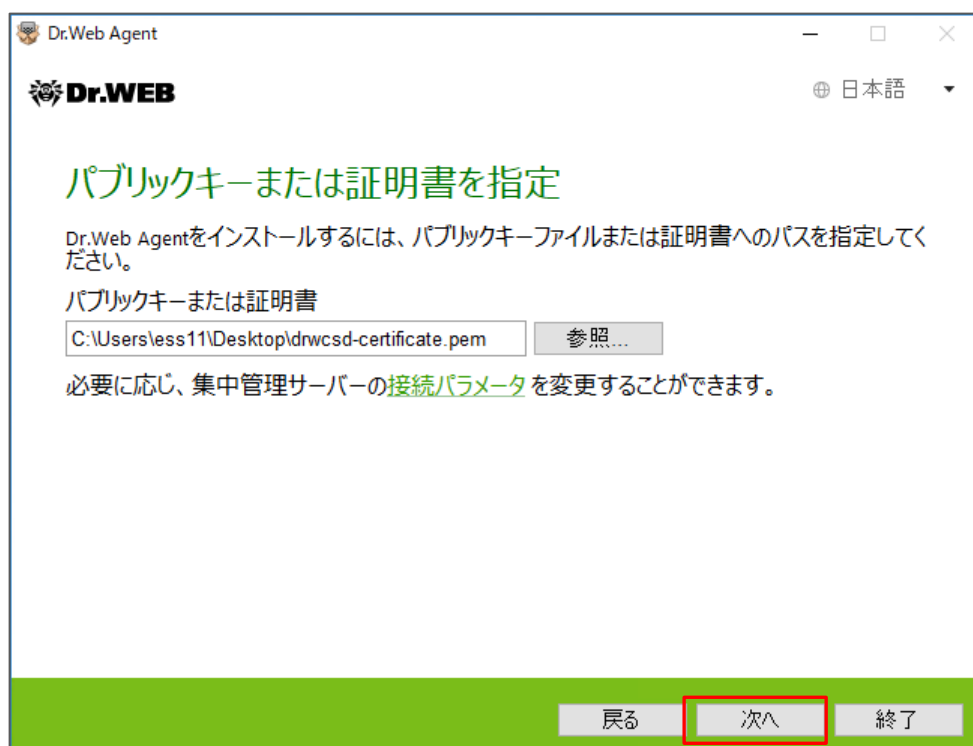 Dr.Web Agent
Dr.WEB
日本語
パブリックキーまたは証明書を指定
Dr.Web Agentをインストールするには、パブリックキーファイルまたは証明書へのパスを指定してく
ださい。
パブリックキーまたは証明書
C:\Users\ess11\Desktop\drwcsd-certificate.pem
参照...
必要に応じ、集中管理サーバーの接続パラメータ を変更することができます。
戻る
次へ
終了